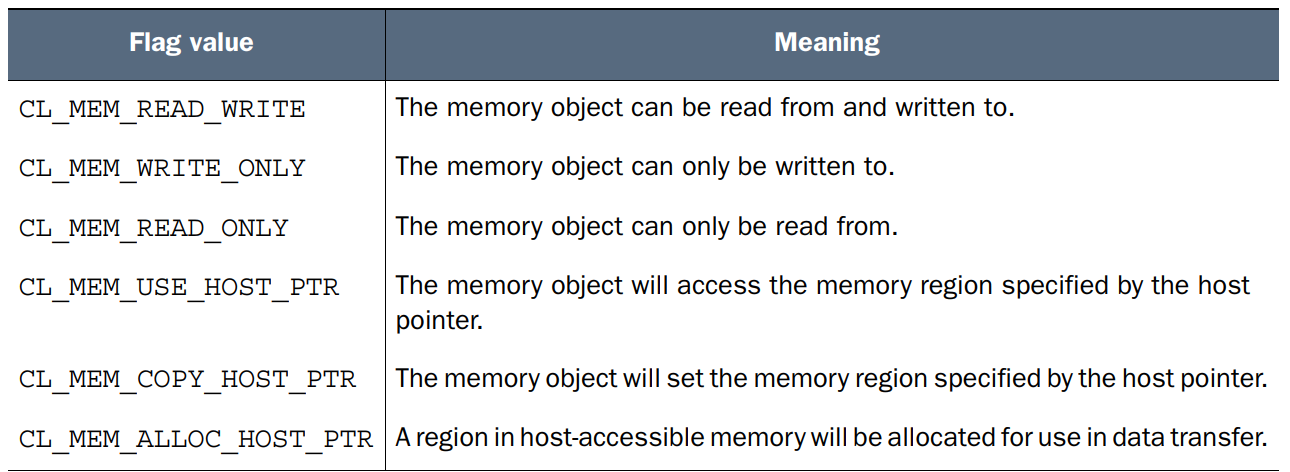 Flag value Meaning
CL_MEM_READ_WRITE The memory object can be read from and written to.
CL_MEM_WRITE_ONLY The memory object can only be written to.
CL_MEM_READ_ONLY The memory object can only be read from.
CL_MEM_USE_HOST_PTR The memory object will access the memory region specified by the host
pointer.
CL_MEM_COPY_HOST_PTR The memory object will set the memory region specified by the host pointer.
CL_MEM_ALLOC_HOST_PTR A region in host-accessible memory will be allocated for use in data transfer.